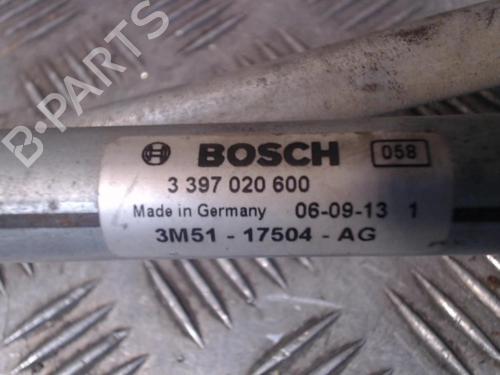 B-PARTS
BOSCH 058
3 397 020 600
Made in Germany 06-09-13 1
3M51 - 17504 - AG